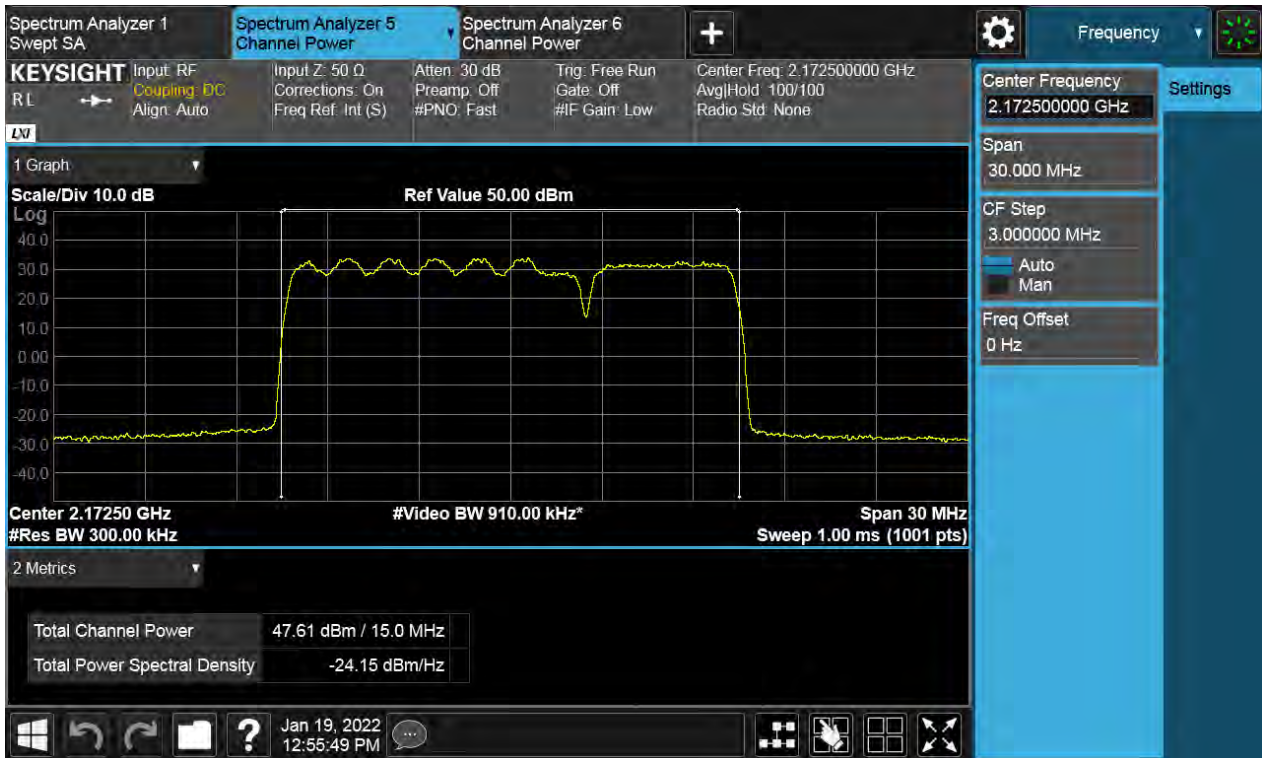 Spectrum Analyzer 1
Swept SA
Spectrum Analyzer 5
Channel Power
Spectrum Analyzer 6
Channel Power
+
Frequency
KEYSIGHT
RL
LXI
Input: RF
Coupling: DC
Align: Auto
Input Z: 50 Ω
Corrections: On
Freq Ref: Int (S)
Atten: 30 dB
Preamp: Off
#PNO: Fast
Trig: Free Run
Gate: Off
#IF Gain: Low
Center Freq: 2.172500000 GHz
Avg|Hold: 100/100
Radio Std: None
Center Frequency
2.172500000 GHz
Settings
Span
30.000 MHz
CF Step
3.000000 MHz
Auto
Man
Freq Offset
0 Hz
1 Graph
Scale/Div 10.0 dB
Ref Value 50.00 dBm
Log
40.0
30.0
20.0
10.0
0.00
-10.0
-20.0
-30.0
-40.0
Center 2.17250 GHz
#Video BW 910.00 kHz*
Span 30 MHz
#Res BW 300.00 kHz
Sweep 1.00 ms (1001 pts)
2 Metrics
Total Channel Power
47.61 dBm / 15.0 MHz
Total Power Spectral Density
-24.15 dBm/Hz
?
Jan 19, 2022
12:55:49 PM